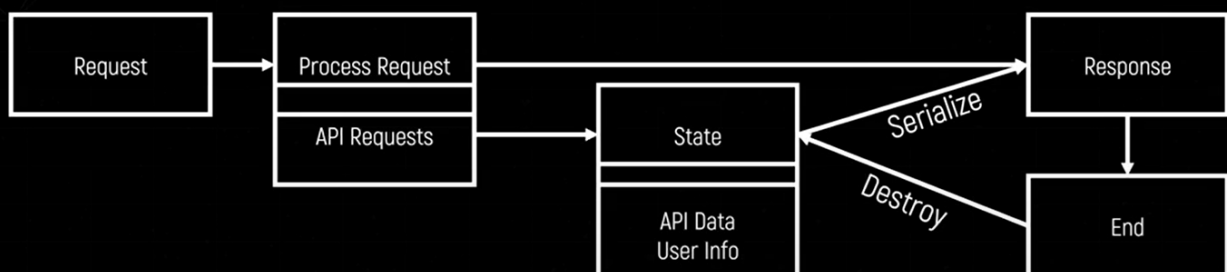 Request
Process Request
API Requests
State
API Data
User Info
Serialize
Destroy
Response
End